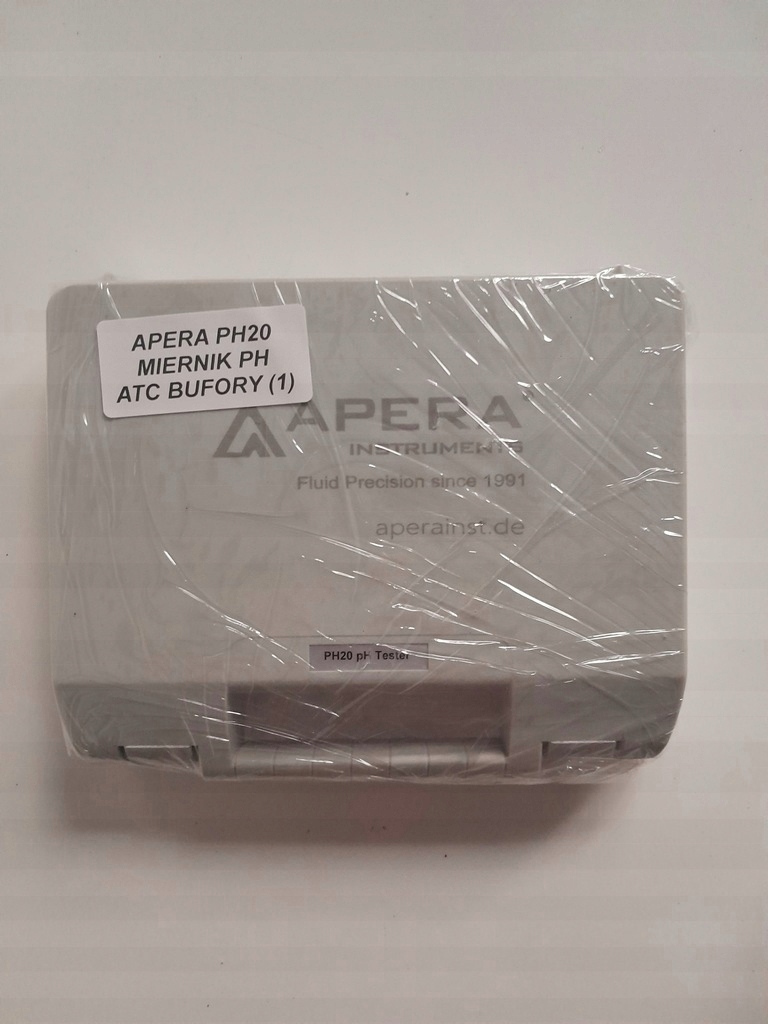 APERA PH20
MIERNIK PH
ATC BUFORY (1)
APERA®
INSTRUMENTS
Fluid Precision since 1991
aperainst.de
PH20 pH Tester